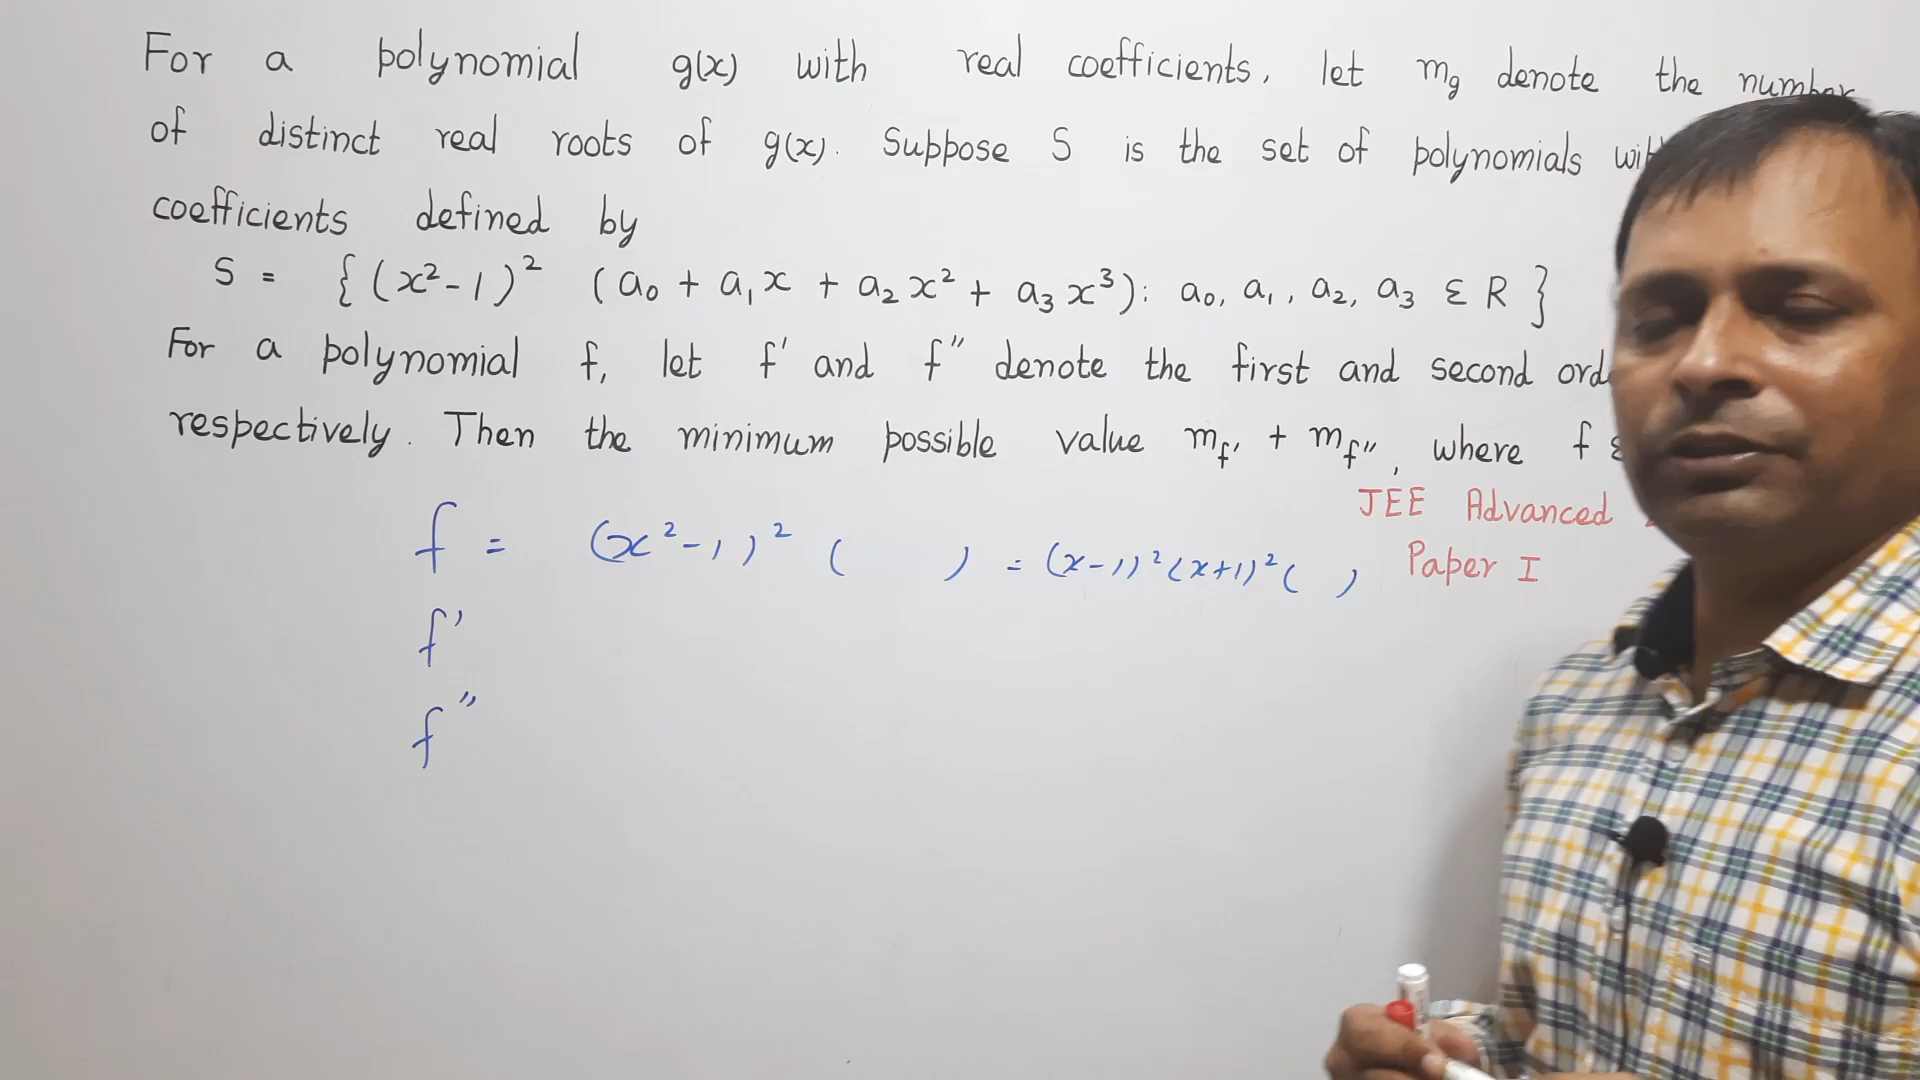 For a polynomial g(x) with real coefficients, let m_g denote the number
of distinct real roots of g(x). Suppose S is the set of polynomials
coefficients defined by
S = { (x² - 1)² (a₀ + a₁x + a₂x² + a₃x³): a₀, a₁, a₂, a₃ ∈ R }
For a polynomial f, let f' and f" denote the first and second
respectively. Then the minimum possible value m_f' + m_f", where f
JEE Advanced
Paper I
f = (x² - 1)² ( ) = (x-1)² (x+1)² ( )
f'
f"